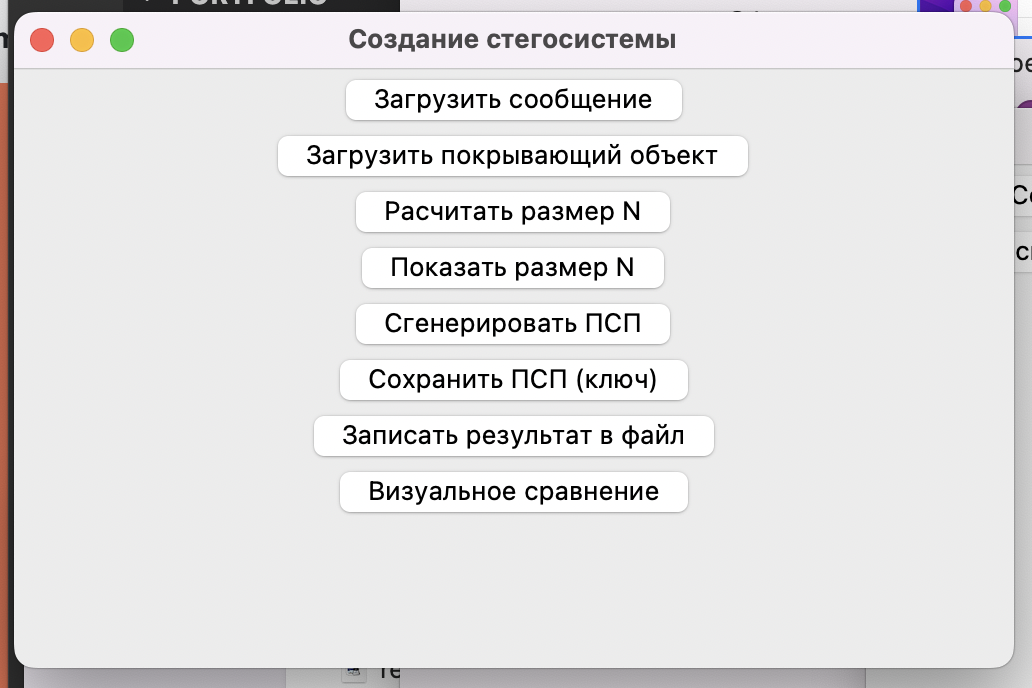 Создание стегосистемы
Загрузить сообщение
Загрузить покрывающий объект
Расчитать размер N
Показать размер N
Сгенерировать ПСП
Сохранить ПСП (ключ)
Записать результат в файл
Визуальное сравнение